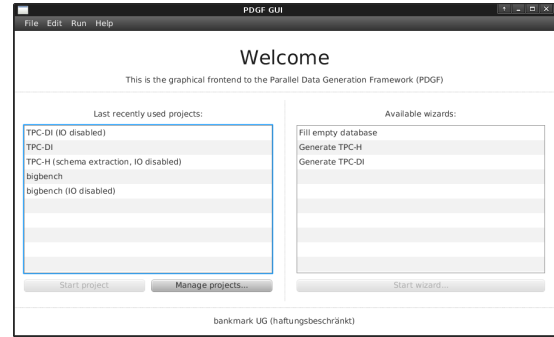 PDGF GUI
File Edit Run Help
Welcome
This is the graphical frontend to the Parallel Data Generation Framework (PDGF)
Last recently used projects:
TPC-DI (IO disabled)
TPC-DI
TPC-H (schema extraction, IO disabled)
bigbench
bigbench (IO disabled)
Start project
Manage projects...
Available wizards:
Fill empty database
Generate TPC-H
Generate TPC-DI
Start wizard...
bankmark UG (haftungsbeschränkt)